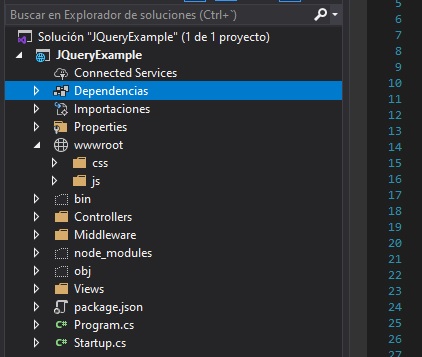 Buscar en Explorador de soluciones (Ctrl+´)
Solución "JQueryExample" (1 de 1 proyecto)
JQueryExample
Connected Services
Dependencias
Importaciones
Properties
wwwroot
css
js
bin
Controllers
Middleware
node_modules
obj
Views
package.json
Program.cs
Startup.cs
5
6
7
8
9
10
11
12
13
14
15
16
17
18
19
20
21
22
23
24
25
26
27